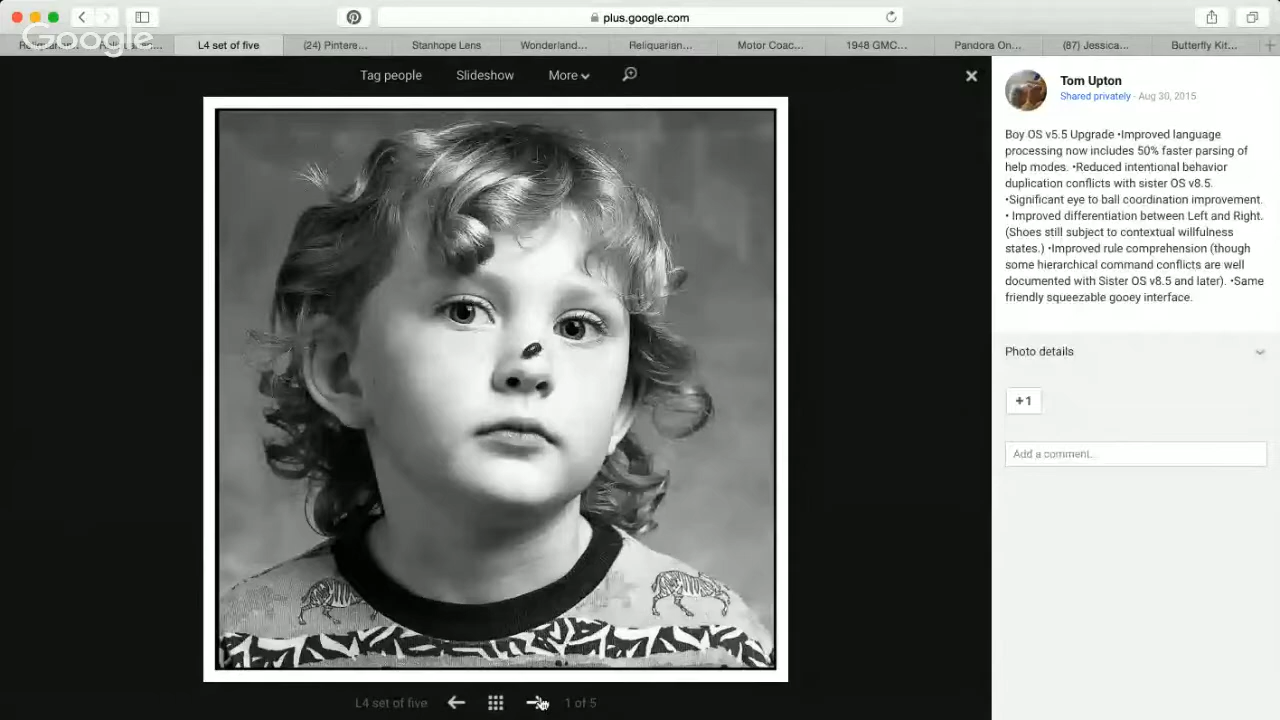 plus.google.com
Google
L4 set of five
(24) Pintere...
Stanhope Lens
Wonderland...
Reliquarian...
Motor Coac...
1948 GMC...
Pandora On...
(87) Jessica...
Butterfly Kit...
Tag people
Slideshow
More
Tom Upton
Shared privately · Aug 30, 2015
Boy OS v5.5 Upgrade •Improved language
processing now includes 50% faster parsing of
help modes. •Reduced intentional behavior
duplication conflicts with sister OS v8.5.
•Significant eye to ball coordination improvement.
• Improved differentiation between Left and Right.
(Shoes still subject to contextual willfulness
states.) •Improved rule comprehension (though
some hierarchical command conflicts are well
documented with Sister OS v8.5 and later). •Same
friendly squeezable gooey interface.
Photo details
+1
Add a comment...
L4 set of five
1 of 5